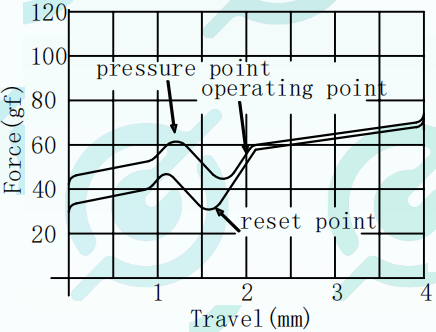 120
100
pressure point
operating point
80
Force(gf)
60
40
reset point
20
1
2
3
4
Travel(mm)